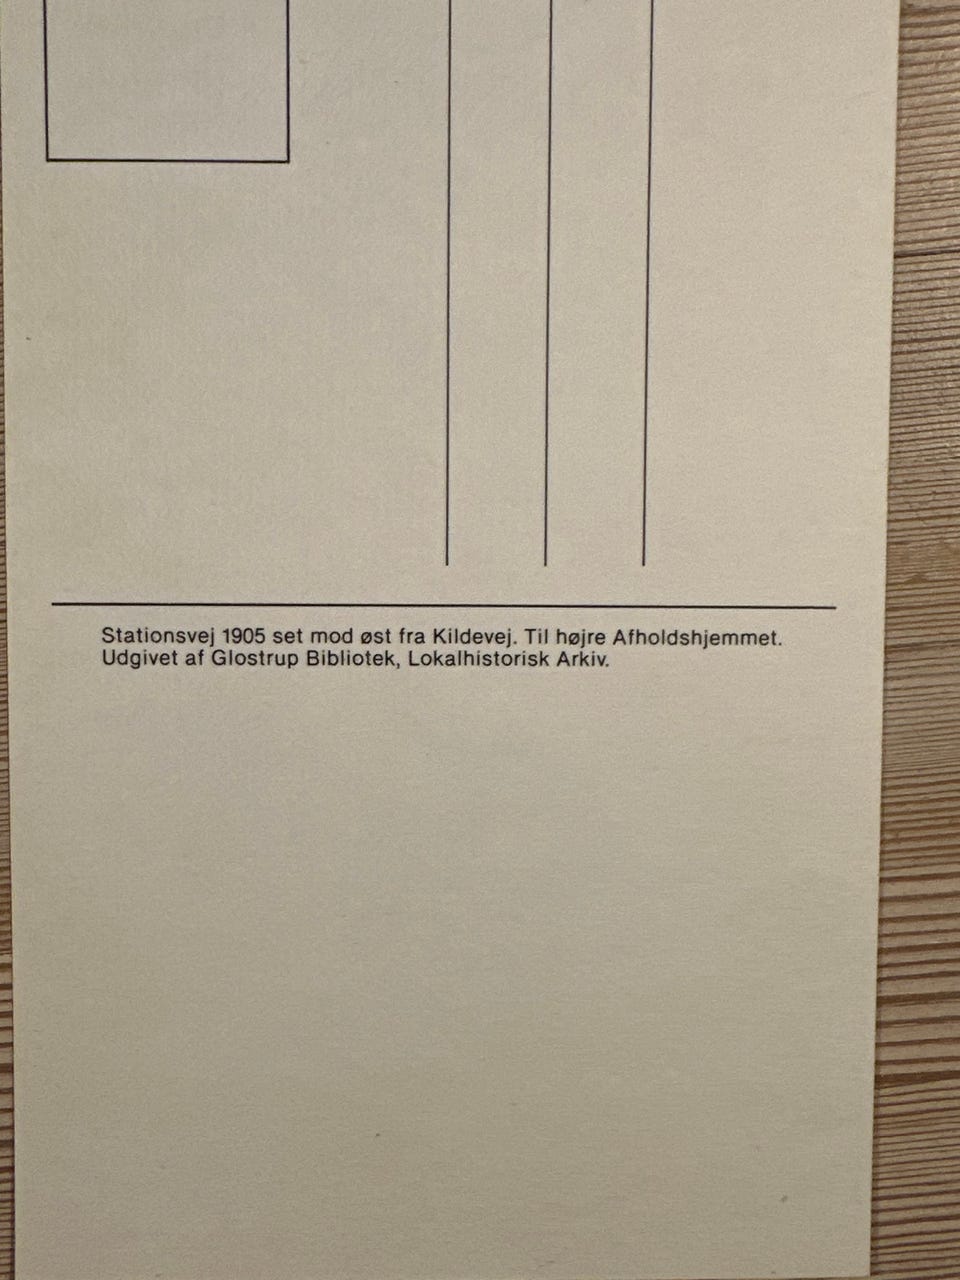 Stationsvej 1905 set mod øst fra Kildevej. Til højre Afholdshjemmet.
Udgivet af Glostrup Bibliotek, Lokalhistorisk Arkiv.